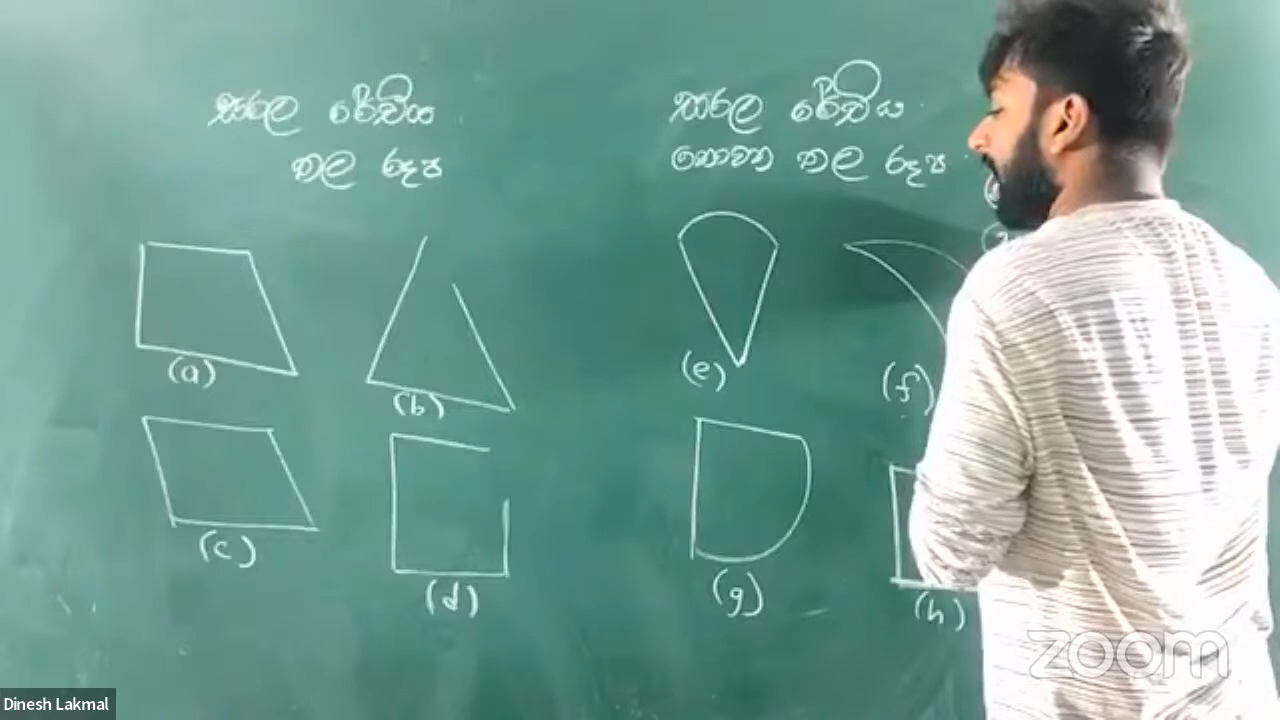 සරල රේඛීය
තල රූප
සරල රේඛීය
නොවන තල රූප
(a)
(b)
(c)
(d)
(e)
(f)
(g)
(h)
zoom
Dinesh Lakmal